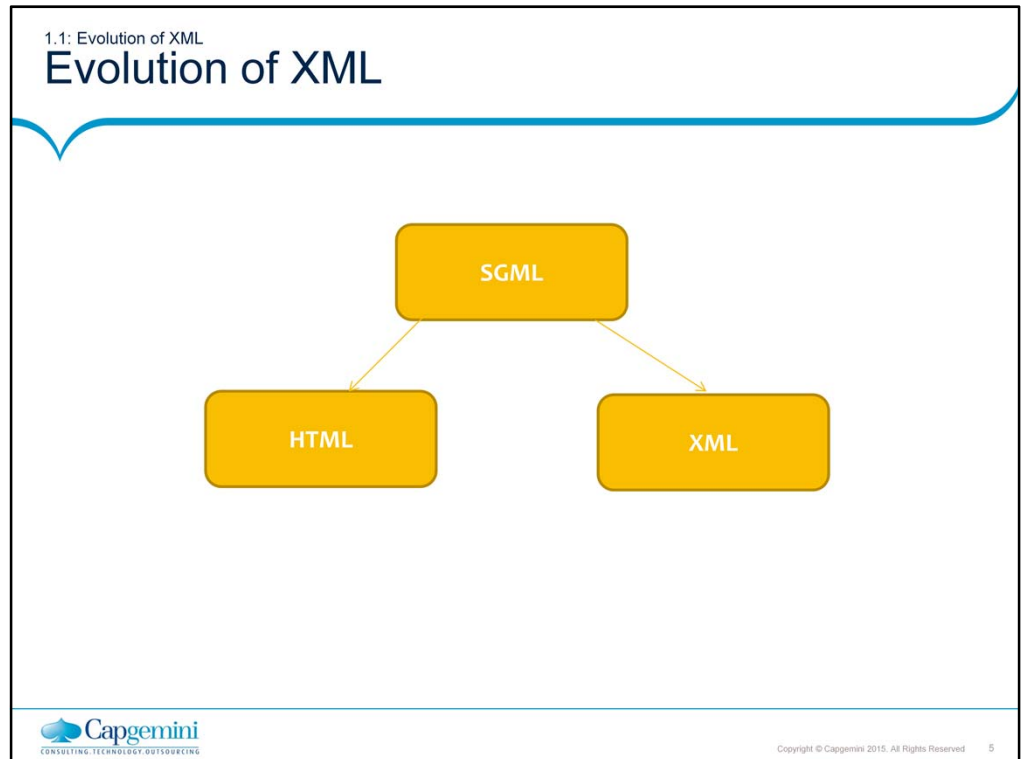 1.1: Evolution of XML
Evolution of XML
SGML
HTML
XML
Capgemini
CONSULTING.TECHNOLOGY.OUTSOURCING
Copyright © Capgemini 2015. All Rights Reserved 5